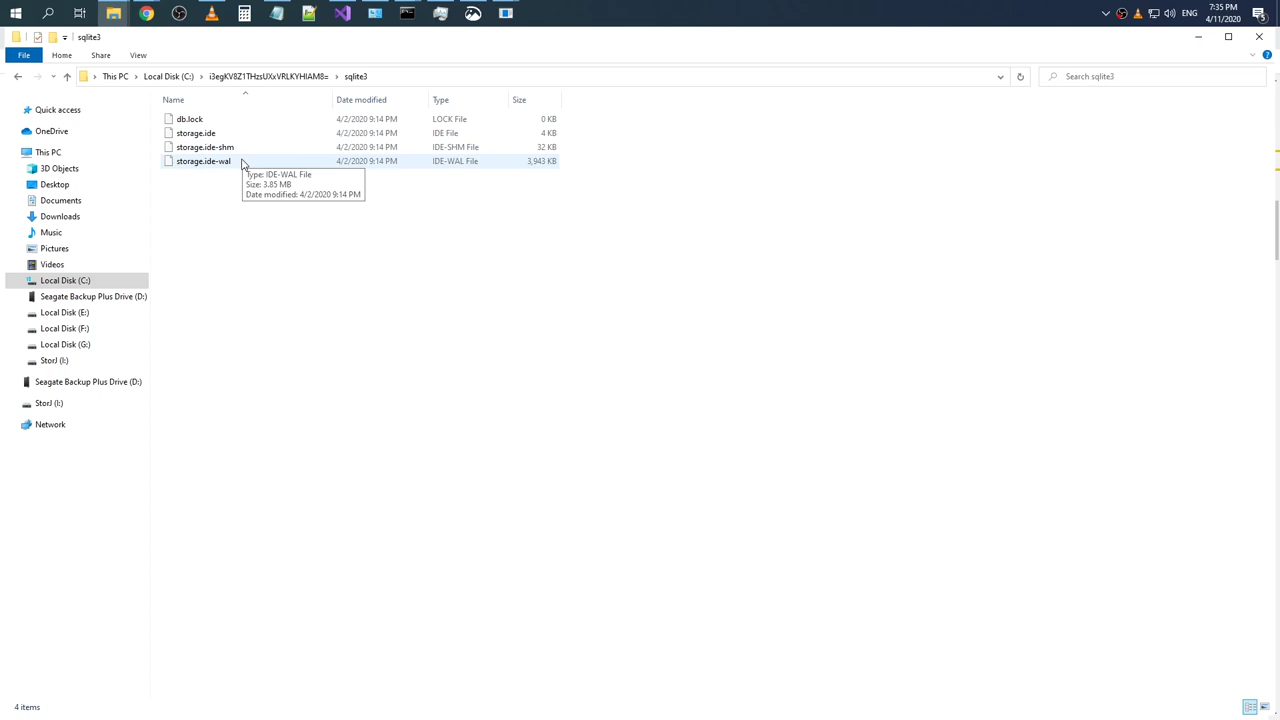 7:35 PM
ENG
4/11/2020
5
sqlite3
File Home Share View
This PC Local Disk (C:) i3egKV8Z1THzsUXxVRLKYHIAM8= sqlite3
Search sqlite3
Name Date modified Type Size
Quick access
OneDrive
This PC
3D Objects
Desktop
Documents
Downloads
Music
Pictures
Videos
Local Disk (C:)
Seagate Backup Plus Drive (D:)
Local Disk (E:)
Local Disk (F:)
Local Disk (G:)
StorJ (I:)
Seagate Backup Plus Drive (D:)
StorJ (I:)
Network
db.lock 4/2/2020 9:14 PM LOCK File 0 KB
storage.ide 4/2/2020 9:14 PM IDE File 4 KB
storage.ide-shm 4/2/2020 9:14 PM IDE-SHM File 32 KB
storage.ide-wal 4/2/2020 9:14 PM IDE-WAL File 3,943 KB
Type: IDE-WAL File
Size: 3.85 MB
Date modified: 4/2/2020 9:14 PM
4 items